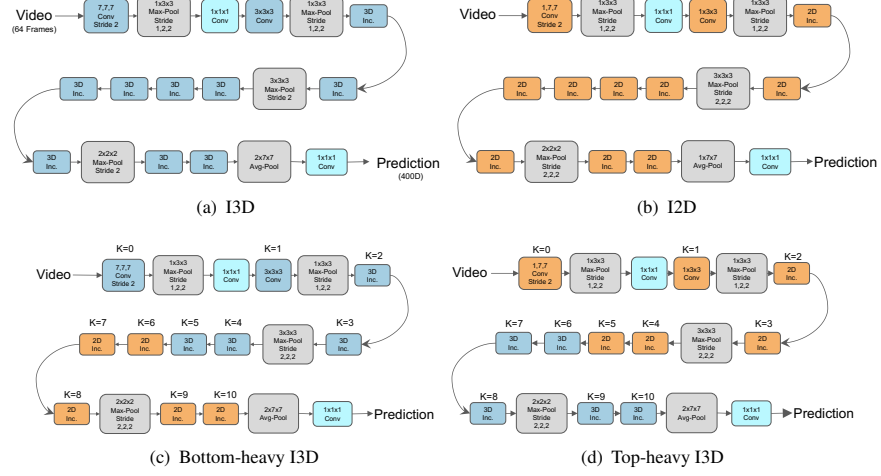 Video
(64 Frames)
7,7,7
Conv
Stride 2
1x3x3
Max-Pool
Stride
1,2,2
1x1x1
Conv
3x3x3
Conv
1x3x3
Max-Pool
Stride
1,2,2
3D
Inc.
3D
Inc.
3D
Inc.
3D
Inc.
3D
Inc.
3x3x3
Max-Pool
Stride 2
3D
Inc.
3D
Inc.
2x2x2
Max-Pool
Stride 2
3D
Inc.
3D
Inc.
2x7x7
Avg-Pool
1x1x1
Conv
Prediction
(400D)
(a) I3D
Video
1,7,7
Conv
Stride 2
1x3x3
Max-Pool
Stride
1,2,2
1x1x1
Conv
1x3x3
Conv
1x3x3
Max-Pool
Stride
1,2,2
2D
Inc.
2D
Inc.
2D
Inc.
2D
Inc.
2D
Inc.
3x3x3
Max-Pool
Stride
2,2,2
2D
Inc.
2D
Inc.
2x2x2
Max-Pool
Stride
2,2,2
2D
Inc.
2D
Inc.
1x7x7
Avg-Pool
1x1x1
Conv
Prediction
(b) I2D
K=0
K=1
K=2
Video
7,7,7
Conv
Stride 2
1x3x3
Max-Pool
Stride
1,2,2
1x1x1
Conv
3x3x3
Conv
1x3x3
Max-Pool
Stride
1,2,2
3D
Inc.
K=7
K=6
K=5
K=4
K=3
2D
Inc.
2D
Inc.
3D
Inc.
3D
Inc.
3x3x3
Max-Pool
Stride
2,2,2
3D
Inc.
K=8
K=9
K=10
2D
Inc.
2x2x2
Max-Pool
Stride
2,2,2
2D
Inc.
2D
Inc.
2x7x7
Avg-Pool
1x1x1
Conv
Prediction
(c) Bottom-heavy I3D
K=0
K=1
K=2
Video
1,7,7
Conv
Stride 2
1x3x3
Max-Pool
Stride
1,2,2
1x1x1
Conv
1x3x3
Conv
1x3x3
Max-Pool
Stride
1,2,2
2D
Inc.
K=7
K=6
K=5
K=4
K=3
3D
Inc.
3D
Inc.
2D
Inc.
2D
Inc.
3x3x3
Max-Pool
Stride
2,2,2
2D
Inc.
K=8
K=9
K=10
3D
Inc.
2x2x2
Max-Pool
Stride
2,2,2
3D
Inc.
3D
Inc.
2x7x7
Avg-Pool
1x1x1
Conv
Prediction
(d) Top-heavy I3D